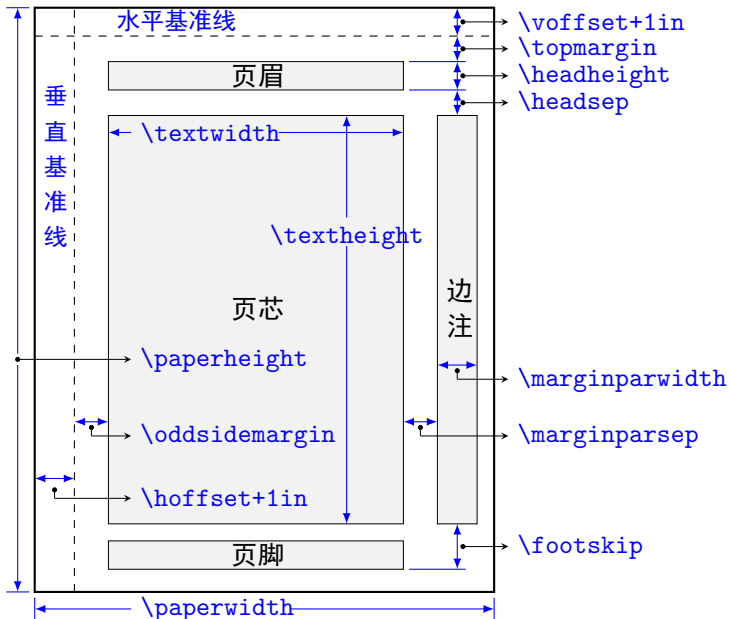 水平基准线
\voffset+1in
\topmargin
页眉
\headheight
\headsep
垂直基准线
\textwidth
\textheight
页芯
边注
\paperheight
\marginparwidth
\oddsidemargin
\marginparsep
\hoffset+1in
页脚
\footskip
\paperwidth